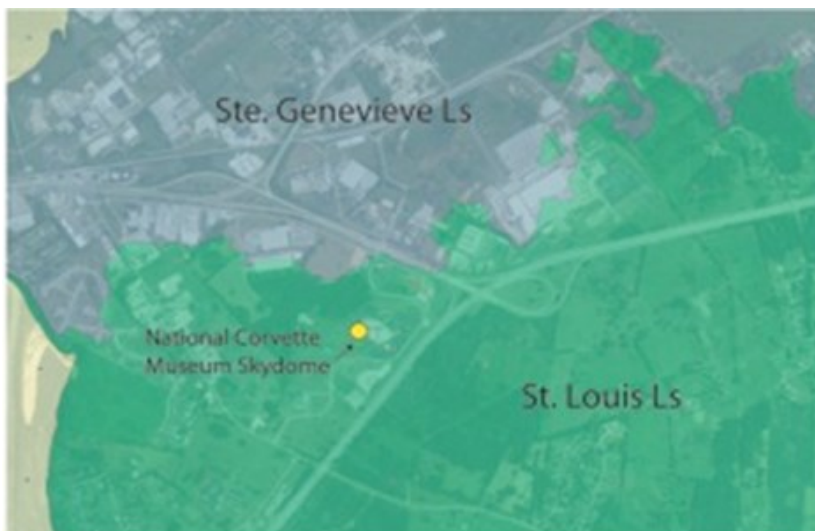 Ste. Genevieve Ls
National Corvette
Museum Skydome
St. Louis Ls